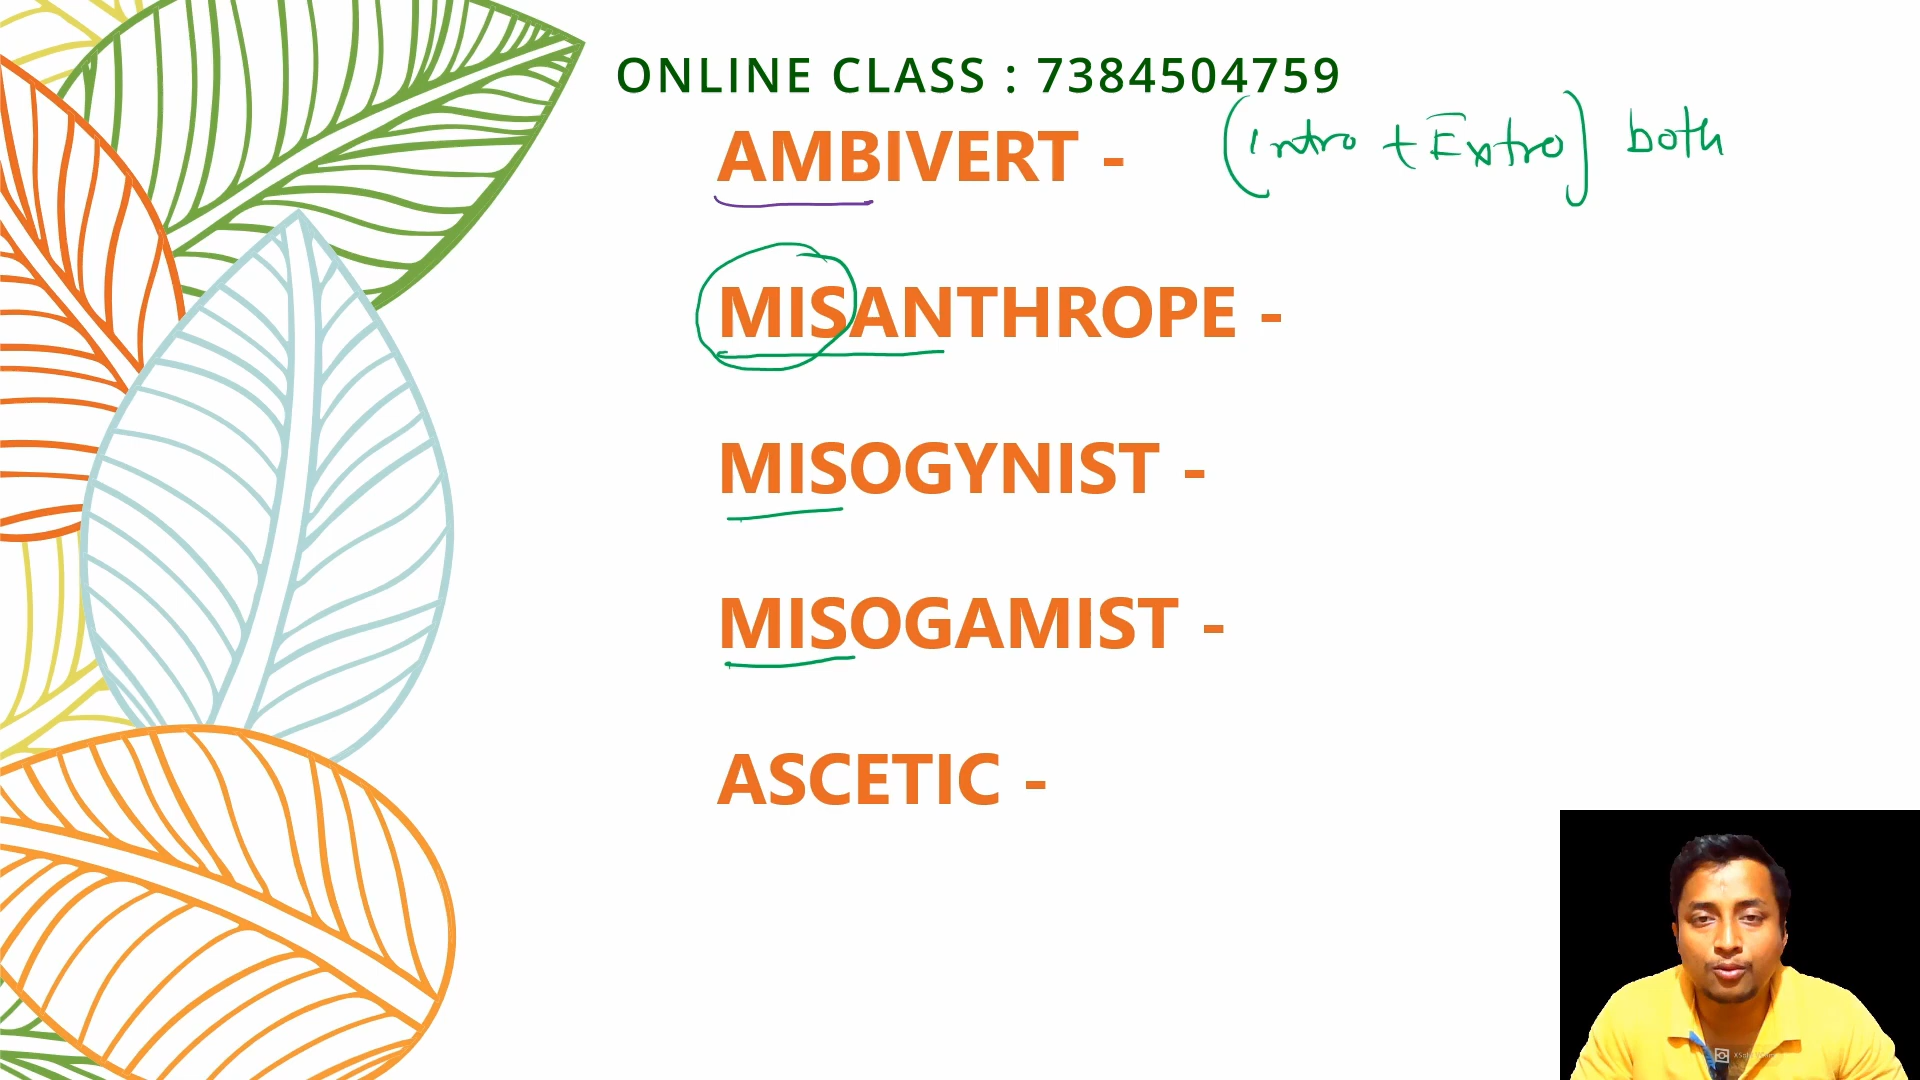 ONLINE CLASS : 7384504759
AMBIVERT - (Intro + Extro] both
MISANTHROPE -
MISOGYNIST -
MISOGAMIST -
ASCETIC -